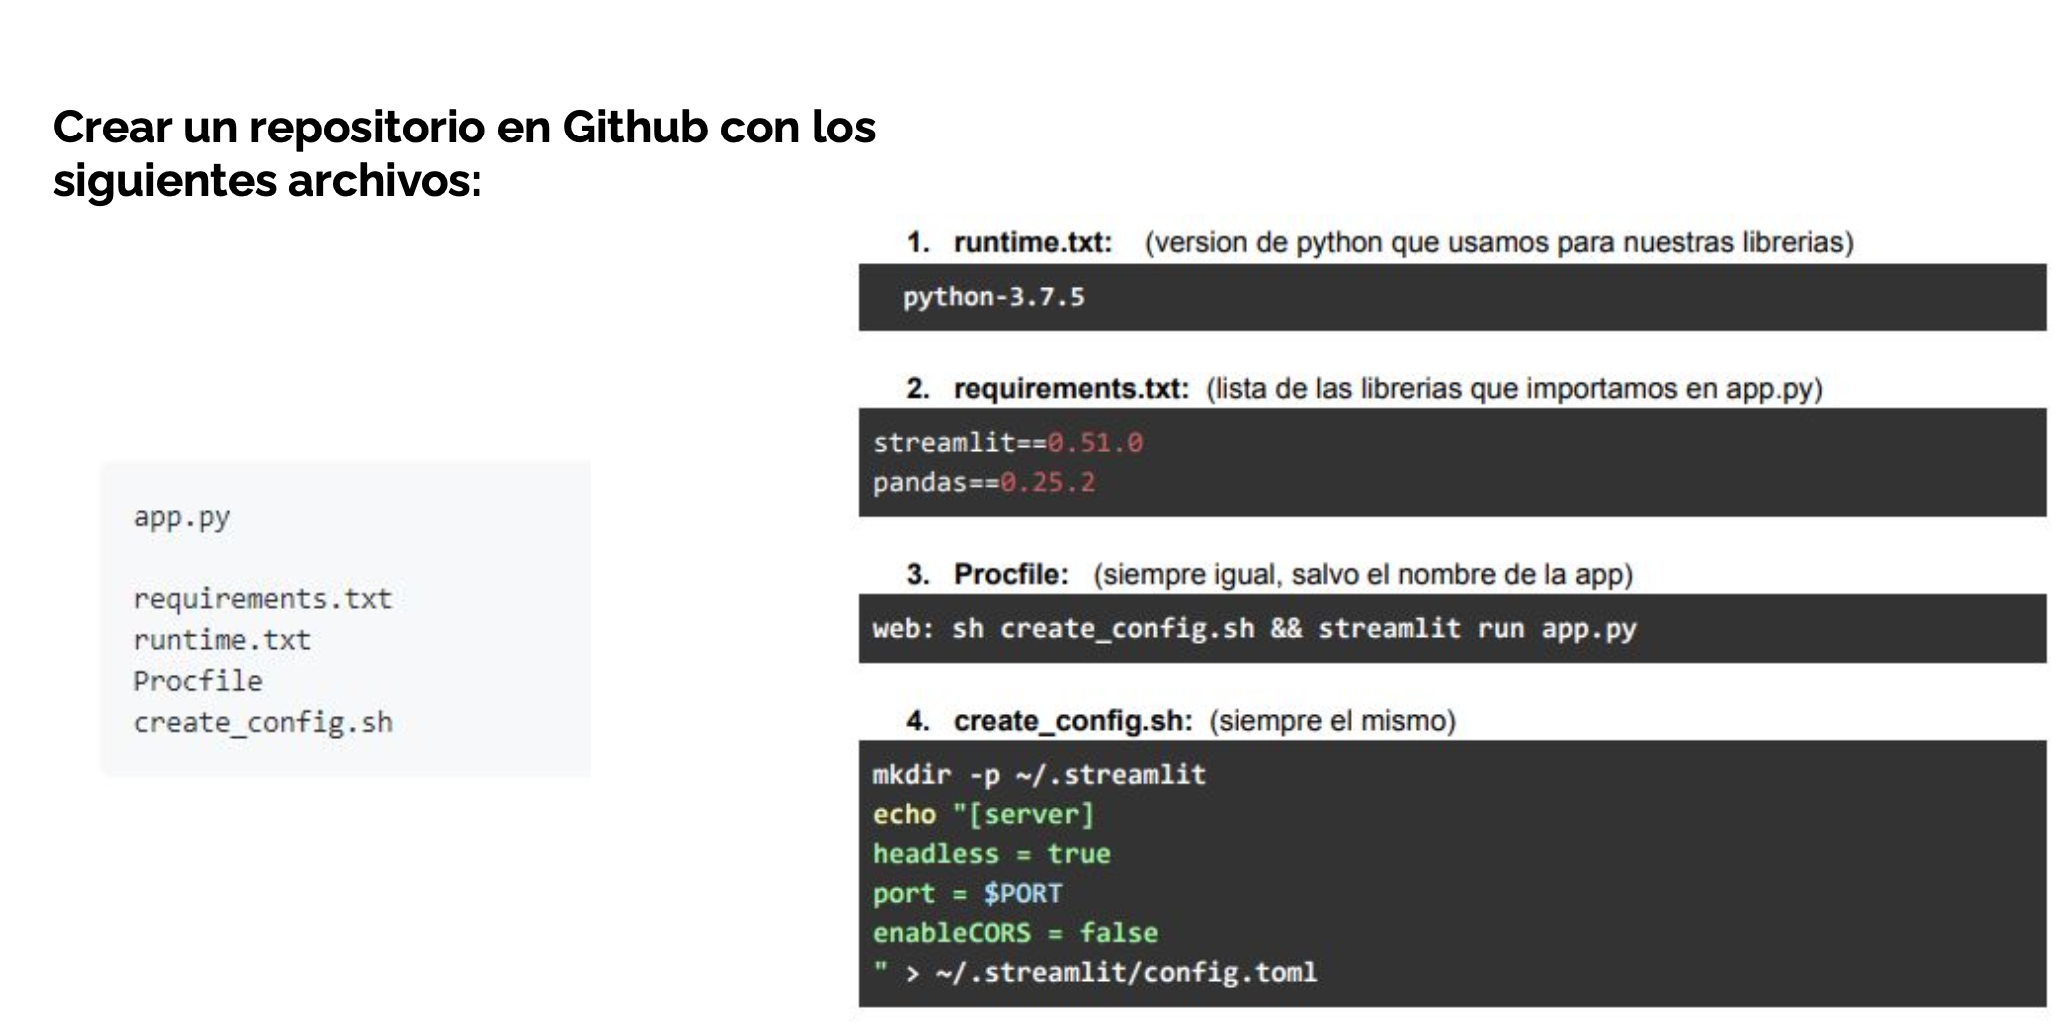 Crear un repositorio en Github con los
siguientes archivos:
app.py
requirements.txt
runtime.txt
Procfile
create_config.sh
1. runtime.txt: (version de python que usamos para nuestras librerias)
python-3.7.5
2. requirements.txt: (lista de las librerias que importamos en app.py)
streamlit==0.51.0
pandas==0.25.2
3. Procfile: (siempre igual, salvo el nombre de la app)
web: sh create_config.sh && streamlit run app.py
4. create_config.sh: (siempre el mismo)
mkdir -p ~/.streamlit
echo "[server]
headless = true
port = $PORT
enableCORS = false
" > ~/.streamlit/config.toml